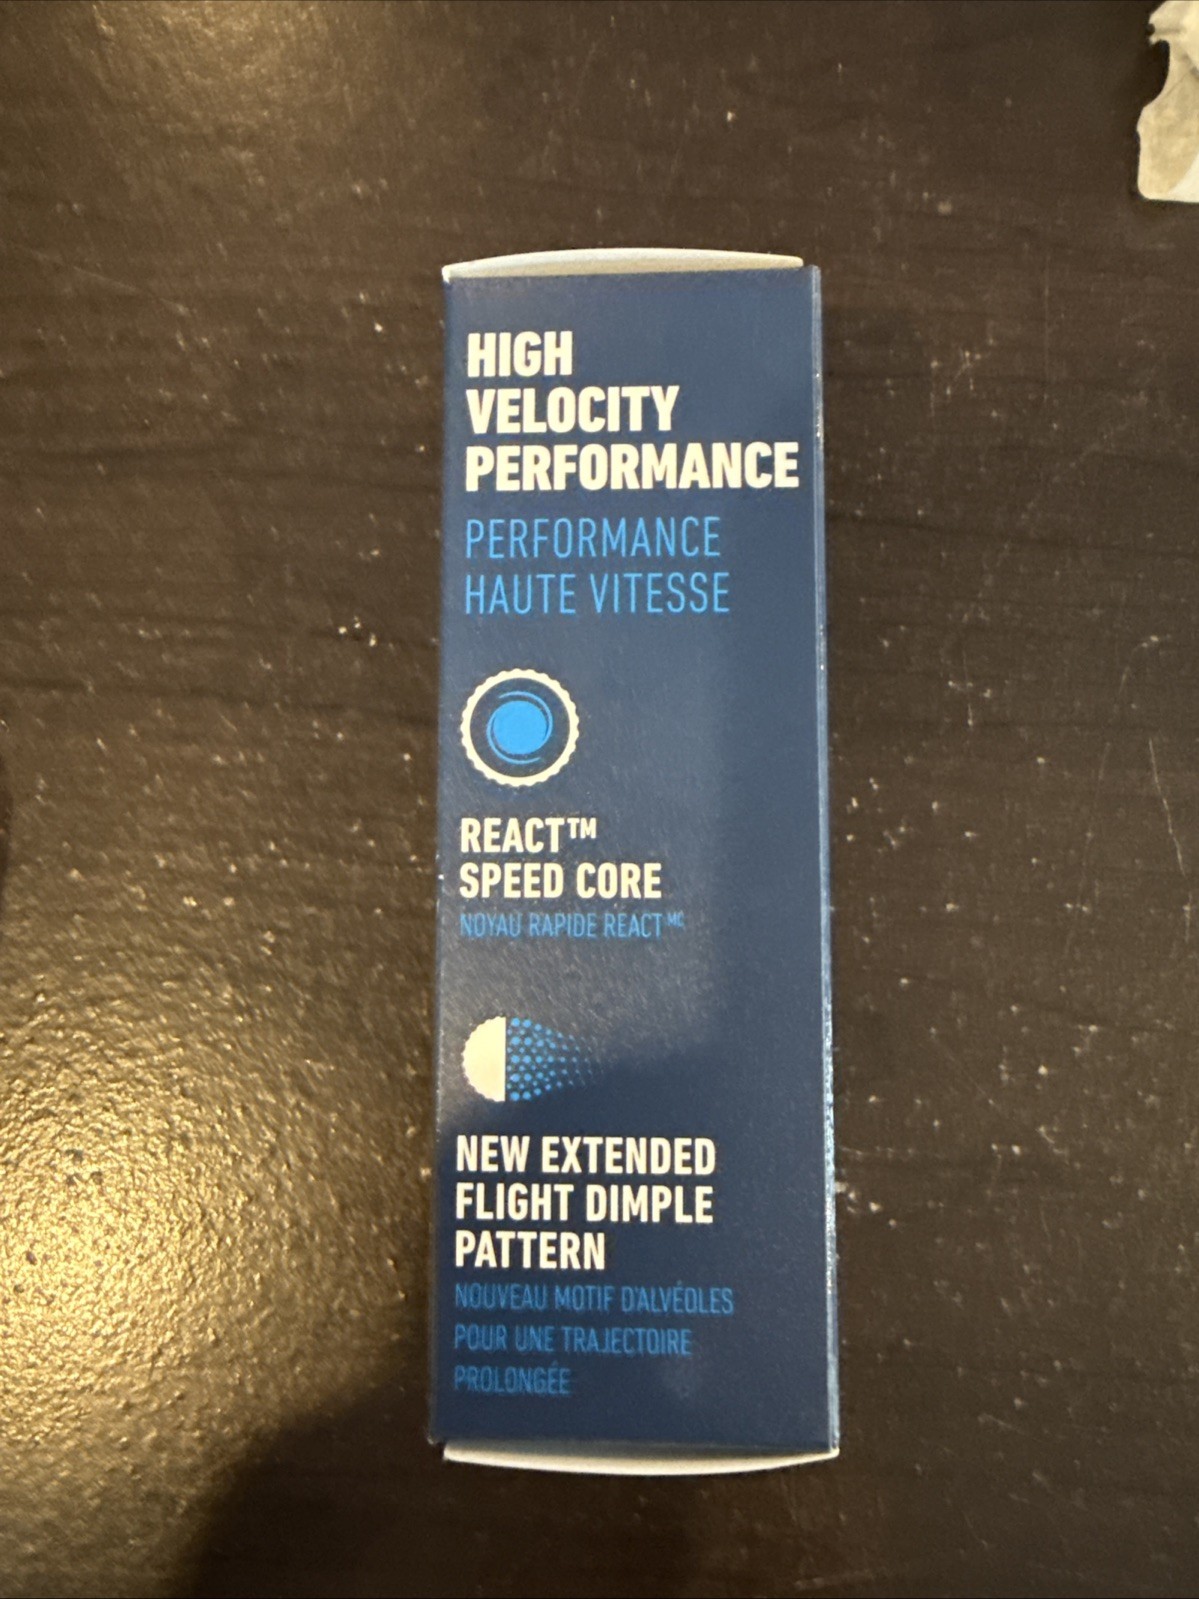 HIGH
VELOCITY
PERFORMANCE
PERFORMANCE
HAUTE VITESSE
REACT™
SPEED CORE
NOYAU RAPIDE REACT MC
NEW EXTENDED
FLIGHT DIMPLE
PATTERN
NOUVEAU MOTIF D'ALVÉOLES
POUR UNE TRAJECTOIRE
PROLONGÉE